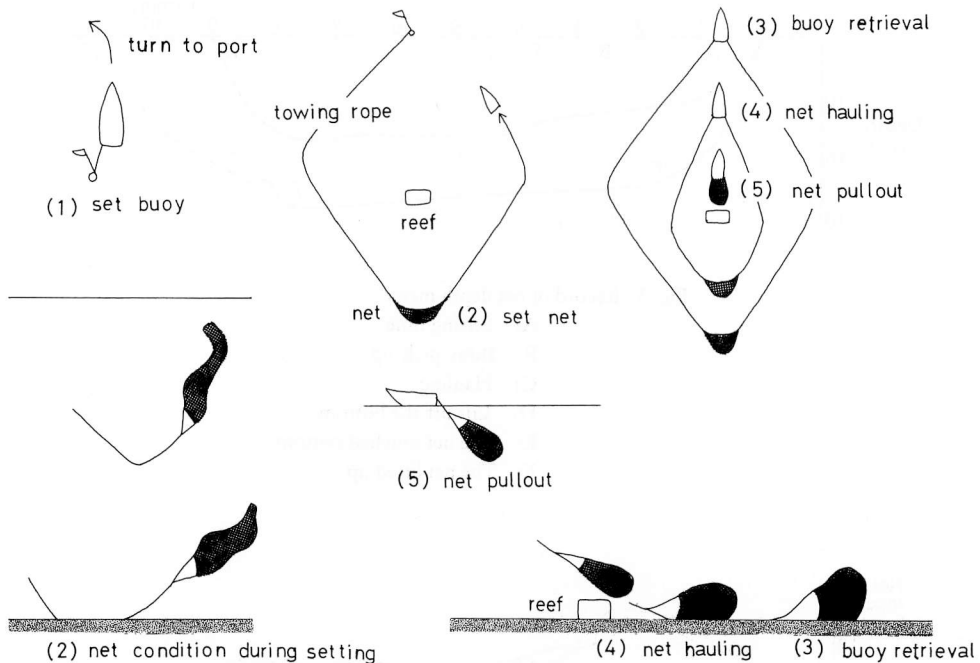 turn to port
(1) set buoy
towing rope
reef
net
(2) set net
(3) buoy retrieval
(4) net hauling
(5) net pullout
(5) net pullout
(2) net condition during setting
reef
(4) net hauling
(3) buoy retrieval